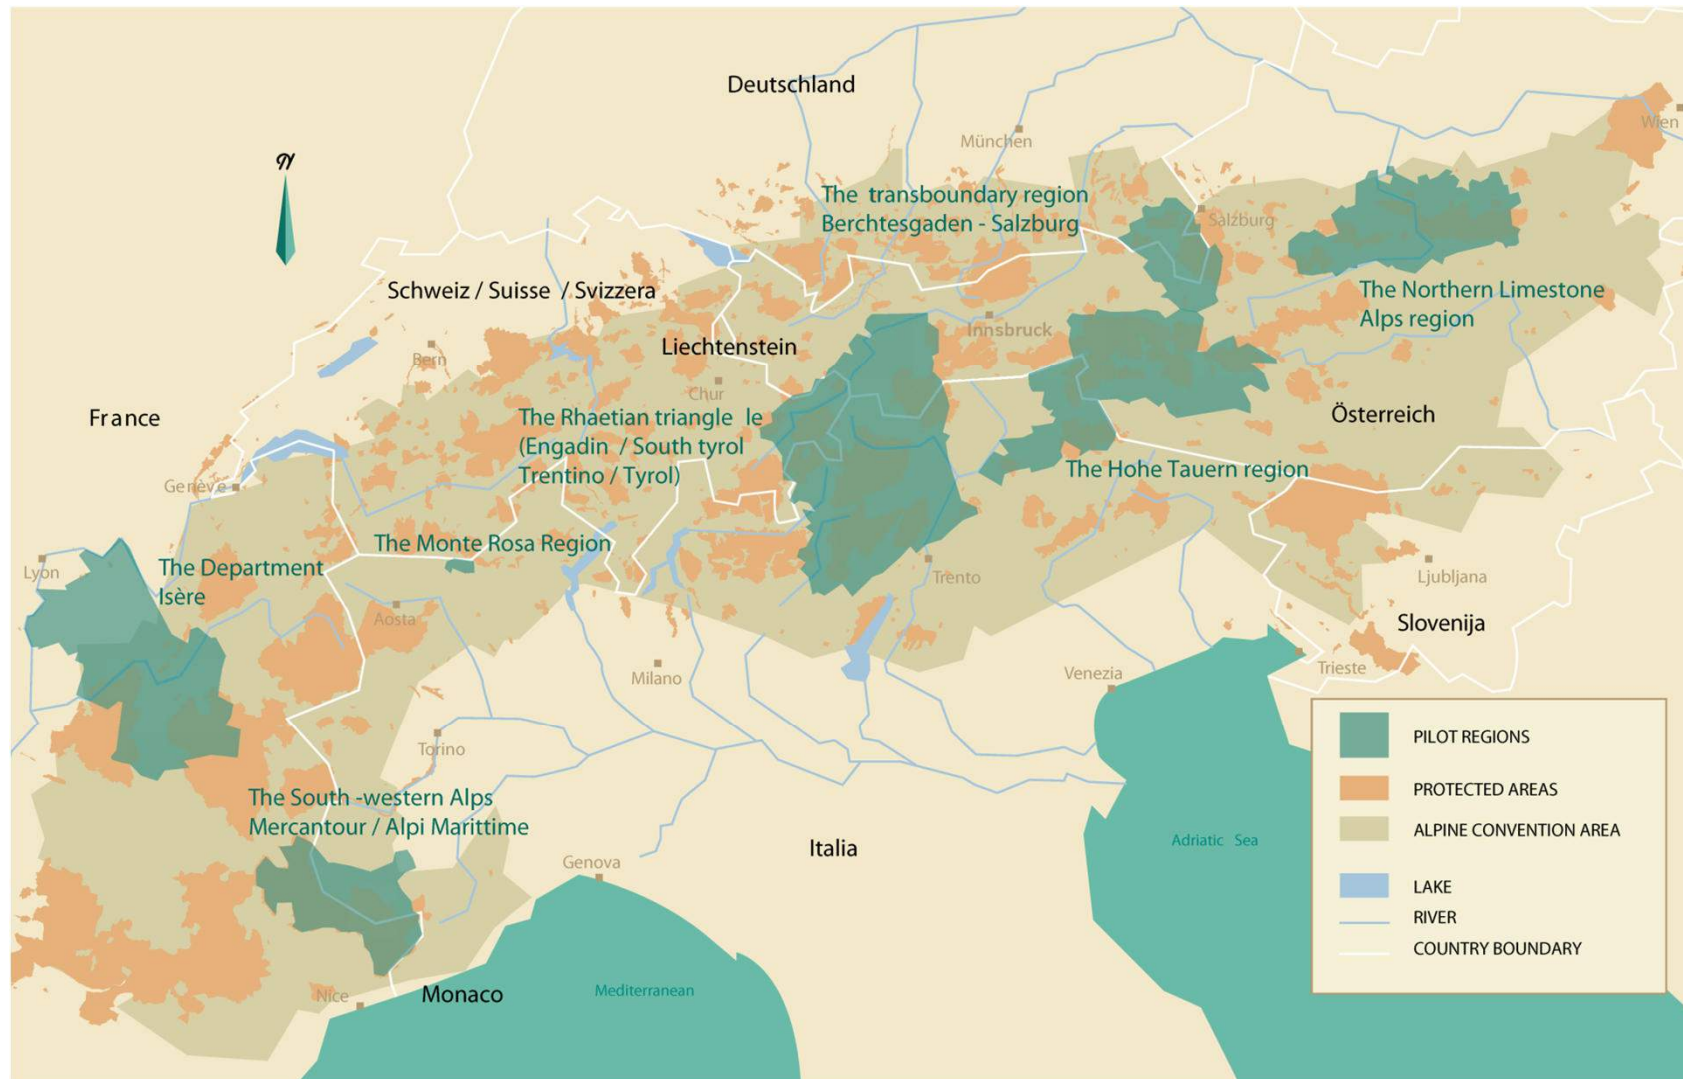 Deutschland
München
Wien
The transboundary region
Berchtesgaden - Salzburg
Salzburg
Schweiz / Suisse / Svizzera
The Northern Limestone
Alps region
Innsbruck
Bern
Liechtenstein
Chur
France
The Rhaetian triangle le
(Engadin / South tyrol
Trentino / Tyrol)
Österreich
The Hohe Tauern region
Genève
The Monte Rosa Region
Lyon
The Department
Isère
Trento
Ljubljana
Aosta
Slovenija
Milano
Venezia
Trieste
Torino
The South -western Alps
Mercantour / Alpi Marittime
Genova
Italia
Adriatic Sea
Nice
Monaco
Mediterranean
PILOT REGIONS
PROTECTED AREAS
ALPINE CONVENTION AREA
LAKE
RIVER
COUNTRY BOUNDARY